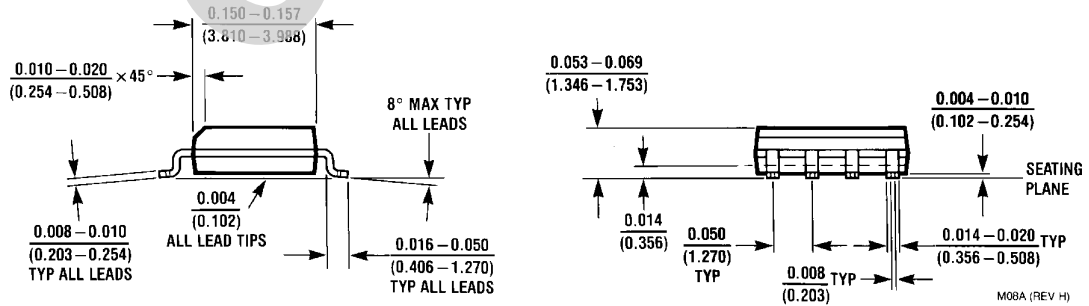 0.150 – 0.157
(3.810 – 3.988)
0.010 – 0.020
(0.254 – 0.508)
× 45°
8° MAX TYP
ALL LEADS
0.004
(0.102)
ALL LEAD TIPS
0.008 – 0.010
(0.203 – 0.254)
TYP ALL LEADS
0.016 – 0.050
(0.406 – 1.270)
TYP ALL LEADS
0.053 – 0.069
(1.346 – 1.753)
0.004 – 0.010
(0.102 – 0.254)
SEATING
PLANE
0.014
(0.356)
0.050
(1.270)
TYP
0.014 – 0.020
(0.356 – 0.508)
TYP
0.008
(0.203)
TYP
M08A (REV H)